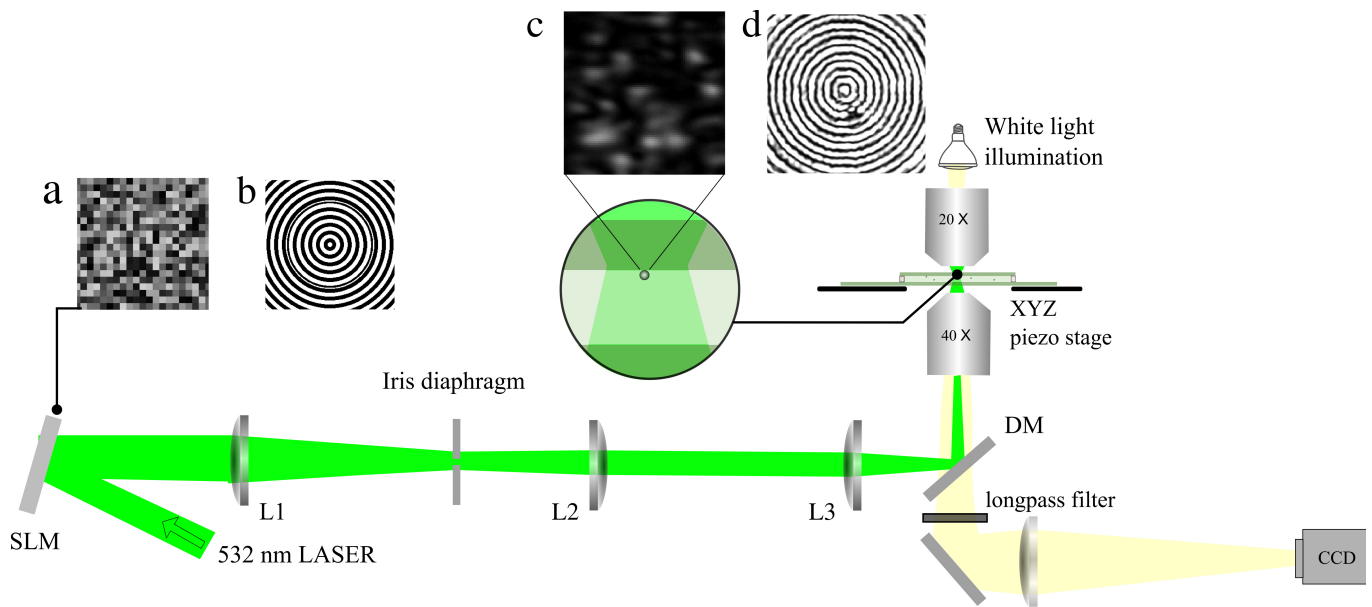 c
d
White light
illumination
a
b
20 X
XYZ
piezo stage
40 X
Iris diaphragm
DM
longpass filter
L1
L2
L3
SLM
532 nm LASER
CCD